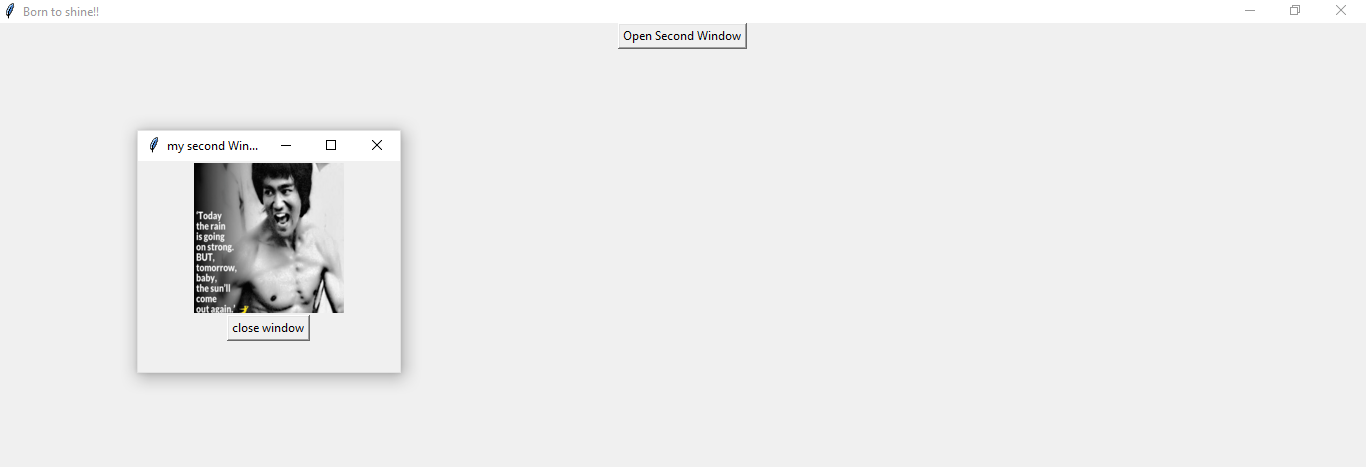 Born to shine!!
Open Second Window
my second Win...
'Today
the rain
is going
on strong.
BUT,
tomorrow,
baby,
the sun'll
come
out again.'
close window